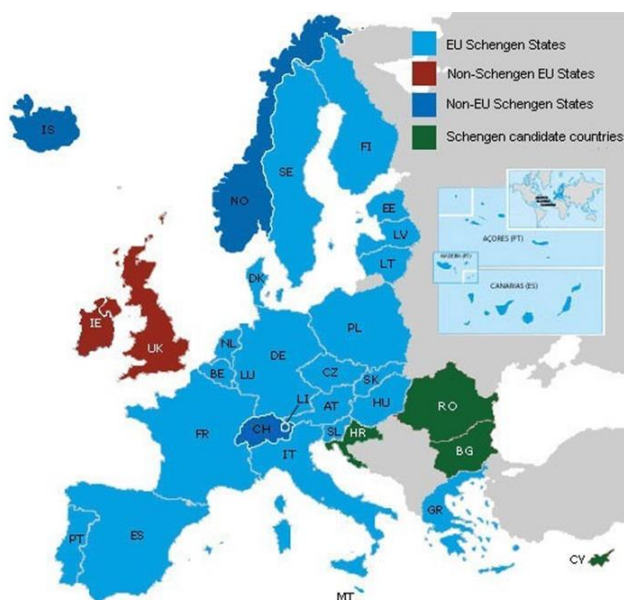 EU Schengen States
Non-Schengen EU States
Non-EU Schengen States
Schengen candidate countries
IS
NO
SE
FI
EE
LV
LT
AÇORES (PT)
MADEIRA (PT)
CANARIAS (ES)
DK
IE
UK
NL
BE
LU
DE
PL
CZ
SK
LI
AT
HU
RO
FR
CH
SL
HR
IT
BG
PT
ES
GR
CY
MT